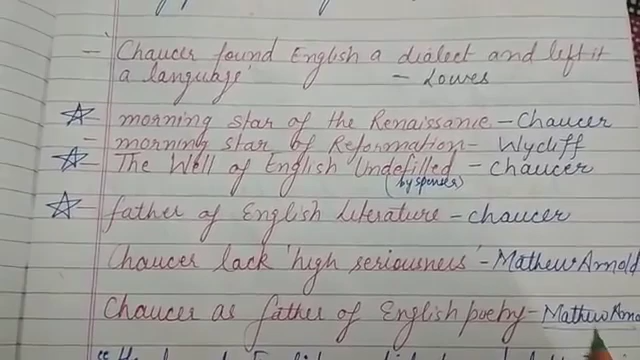 - 'Chaucer found English a dialect and left it
a language' - Lowes
☆ - morning star of the Renaissance - Chaucer
- morning star of Reformation - Wycliff
☆ - The Well of English Undefilled - Chaucer
(by spenser)
☆ - father of English Literature - Chaucer
Chaucer lack 'high seriousness' - Mathew Arnold
Chaucer as father of English poetry - Mathew Arno